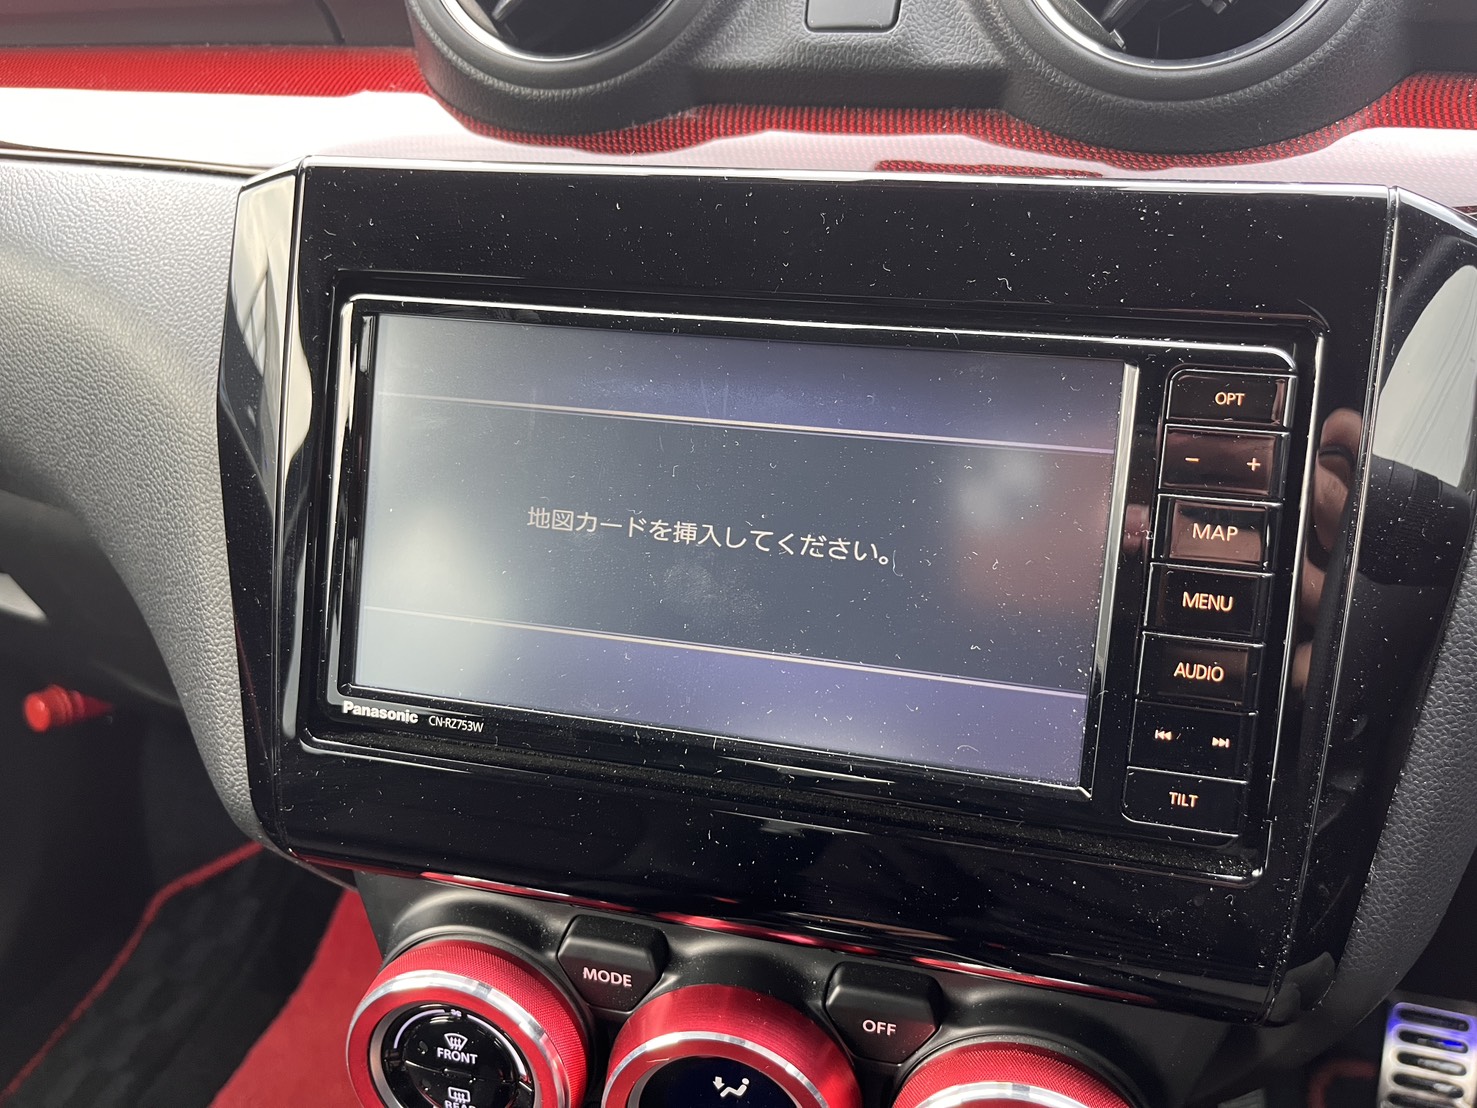 地図カードを挿入してください。
Panasonic CN-RZ753W
OPT
− +
MAP
MENU
AUDIO
TILT
MODE
OFF
FRONT
REAR